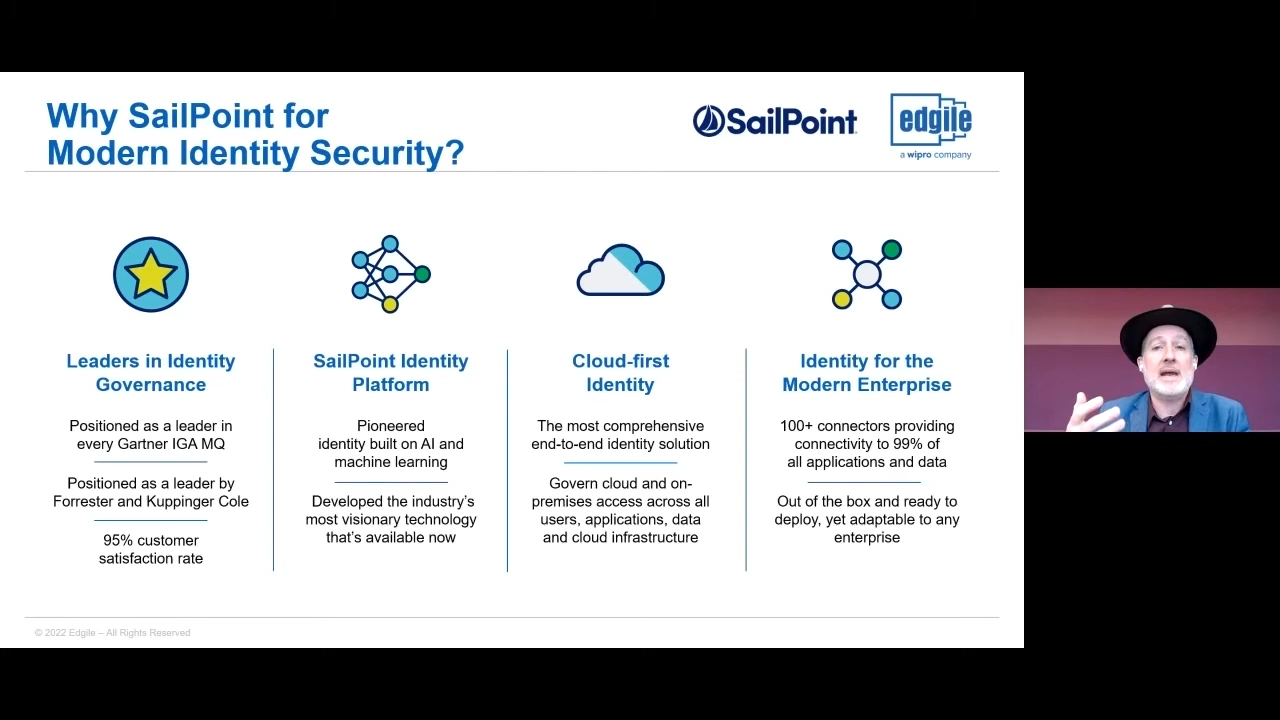 Why SailPoint for
Modern Identity Security?
SailPoint
edgile
a wipro company
Leaders in Identity
Governance
Positioned as a leader in
every Gartner IGA MQ
Positioned as a leader by
Forrester and Kuppinger Cole
95% customer
satisfaction rate
SailPoint Identity
Platform
Pioneered
identity built on AI and
machine learning
Developed the industry's
most visionary technology
that's available now
Cloud-first
Identity
The most comprehensive
end-to-end identity solution
Govern cloud and on-
premises access across all
users, applications, data
and cloud infrastructure
Identity for the
Modern Enterprise
100+ connectors providing
connectivity to 99% of
all applications and data
Out of the box and ready to
deploy, yet adaptable to any
enterprise
© 2022 Edgile – All Rights Reserved